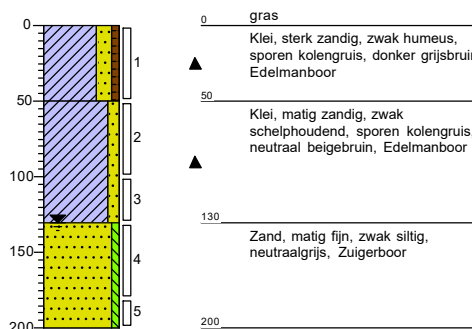 0
50
100
150
200
1
2
3
4
5
0
gras
Klei, sterk zandig, zwak humeus,
sporen kolengruis, donker grijsbruin
Edelmanboor
50
Klei, matig zandig, zwak
schelphoudend, sporen kolengruis,
neutraal beigebruin, Edelmanboor
130
Zand, matig fijn, zwak siltig,
neutraalgrijs, Zuigerboor
200